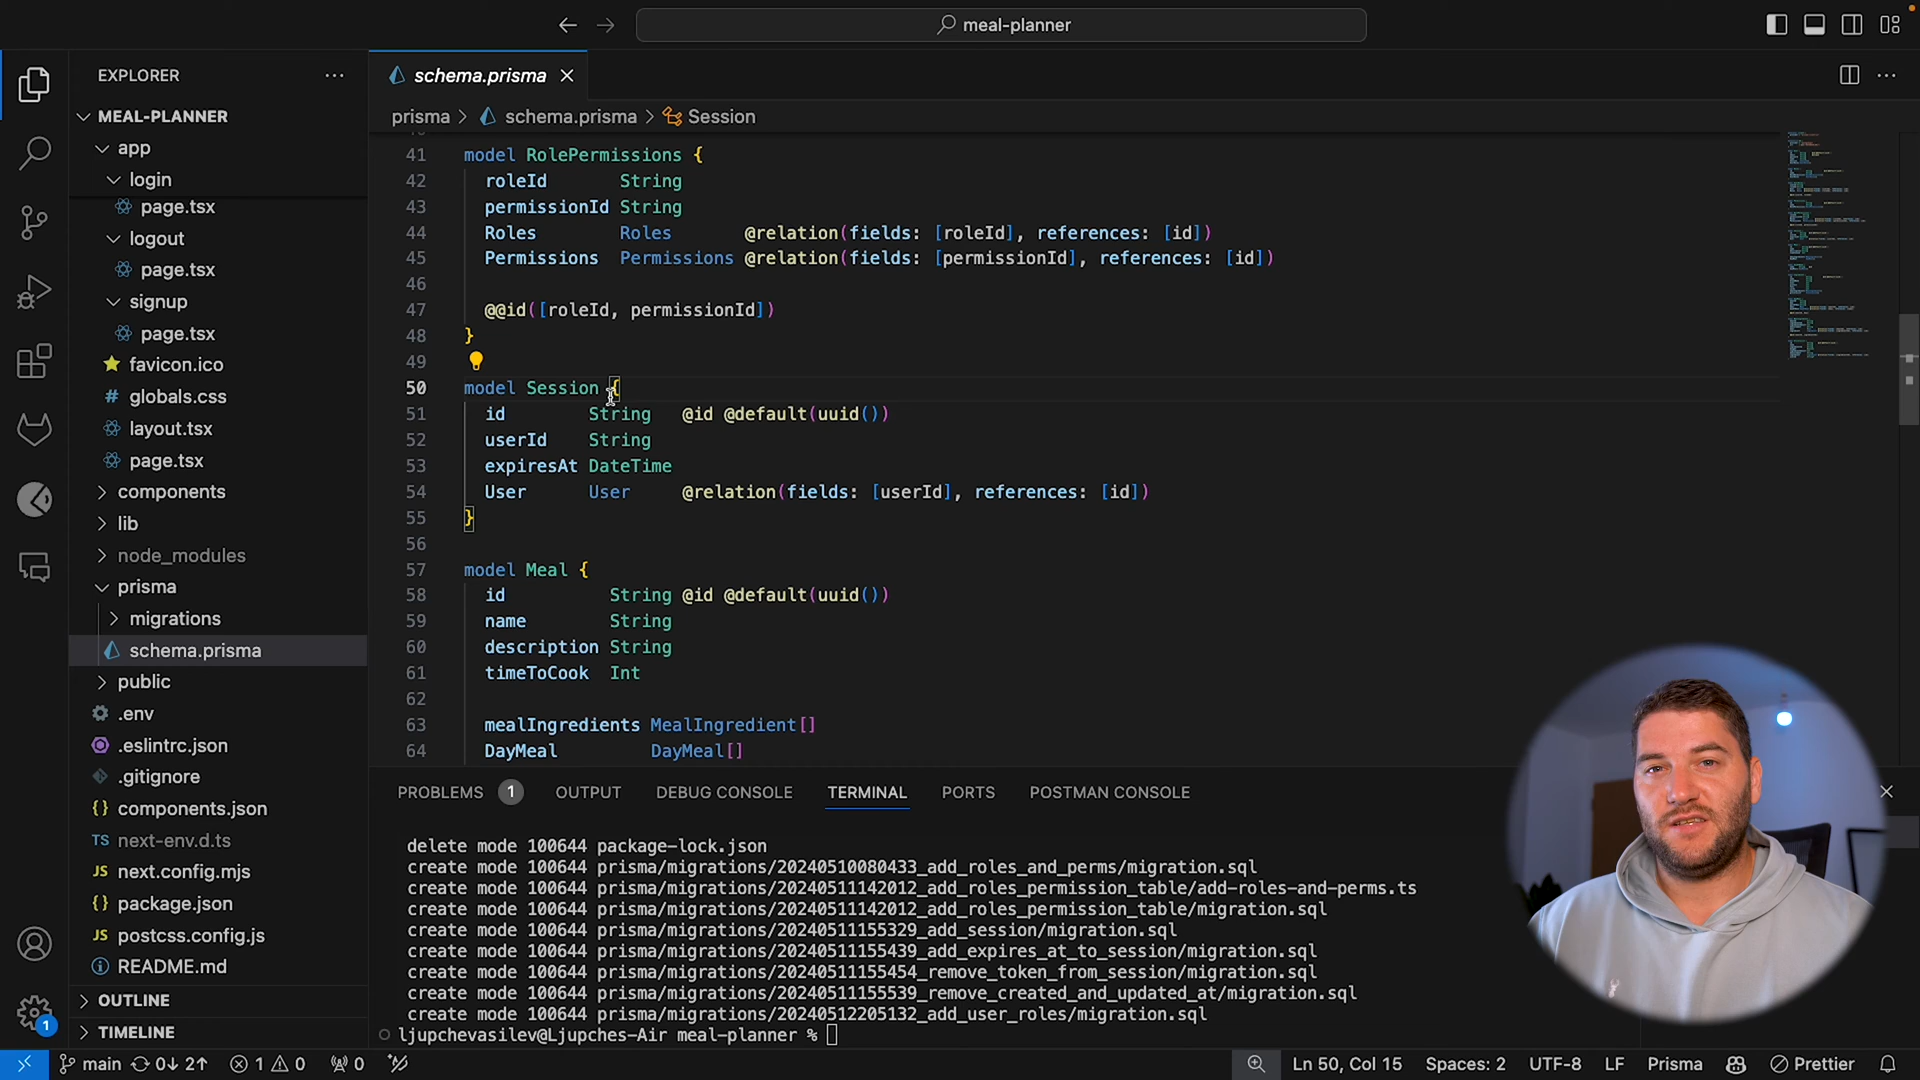 meal-planner
EXPLORER
MEAL-PLANNER
app
login
page.tsx
logout
page.tsx
signup
page.tsx
favicon.ico
# globals.css
layout.tsx
page.tsx
components
lib
node_modules
prisma
migrations
schema.prisma
public
.env
.eslintrc.json
.gitignore
{} components.json
TS next-env.d.ts
JS next.config.mjs
{} package.json
JS postcss.config.js
README.md
OUTLINE
TIMELINE
1
schema.prisma
prisma > schema.prisma > Session
41 model RolePermissions {
42 roleId String
43 permissionId String
44 Roles Roles @relation(fields: [roleId], references: [id])
45 Permissions Permissions @relation(fields: [permissionId], references: [id])
46
47 @@id([roleId, permissionId])
48 }
49
50 model Session {
51 id String @id @default(uuid())
52 userId String
53 expiresAt DateTime
54 User User @relation(fields: [userId], references: [id])
55 }
56
57 model Meal {
58 id String @id @default(uuid())
59 name String
60 description String
61 timeToCook Int
62
63 mealIngredients MealIngredient[]
64 DayMeal DayMeal[]
PROBLEMS 1 OUTPUT DEBUG CONSOLE TERMINAL PORTS POSTMAN CONSOLE
delete mode 100644 package-lock.json
create mode 100644 prisma/migrations/20240510080433_add_roles_and_perms/migration.sql
create mode 100644 prisma/migrations/20240511142012_add_roles_permission_table/add-roles-and-perms.ts
create mode 100644 prisma/migrations/20240511142012_add_roles_permission_table/migration.sql
create mode 100644 prisma/migrations/20240511155329_add_session/migration.sql
create mode 100644 prisma/migrations/20240511155439_add_expires_at_to_session/migration.sql
create mode 100644 prisma/migrations/20240511155454_remove_token_from_session/migration.sql
create mode 100644 prisma/migrations/20240511155539_remove_created_and_updated_at/migration.sql
create mode 100644 prisma/migrations/20240512205132_add_user_roles/migration.sql
ljupchevasilev@Ljupches-Air meal-planner %
main 0↓ 2↑ 1 0 0 Ln 50, Col 15 Spaces: 2 UTF-8 LF Prisma Prettier